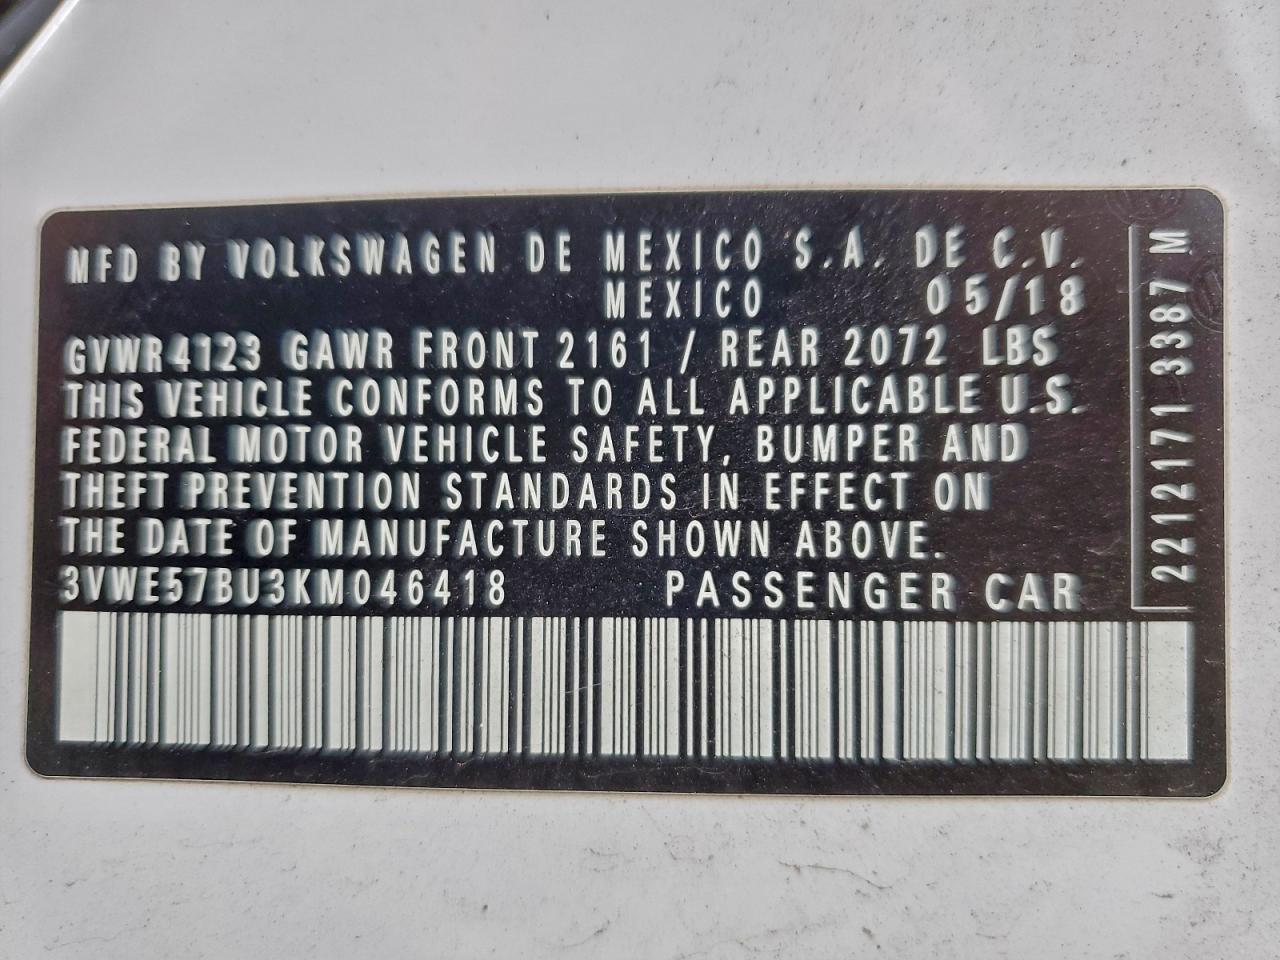 MFD BY VOLKSWAGEN DE MEXICO S.A. DE C.V.
MEXICO 05/18
GVWR4123 GAWR FRONT 2161 / REAR 2072 LBS
THIS VEHICLE CONFORMS TO ALL APPLICABLE U.S.
FEDERAL MOTOR VEHICLE SAFETY, BUMPER AND
THEFT PREVENTION STANDARDS IN EFFECT ON
THE DATE OF MANUFACTURE SHOWN ABOVE.
3VWE57BU3KM046418 PASSENGER CAR
2212171 3387 M